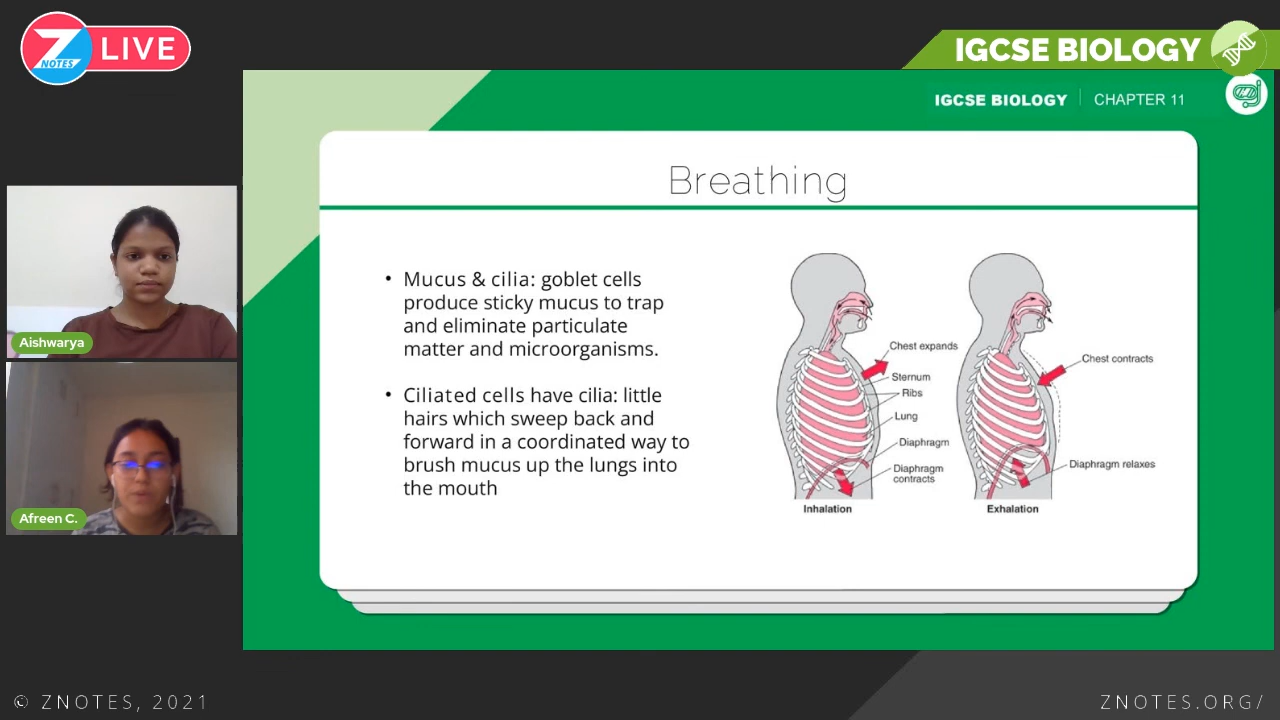 Z NOTES LIVE
IGCSE BIOLOGY
IGCSE BIOLOGY | CHAPTER 11
Breathing
• Mucus & cilia: goblet cells
produce sticky mucus to trap
and eliminate particulate
matter and microorganisms.
• Ciliated cells have cilia: little
hairs which sweep back and
forward in a coordinated way to
brush mucus up the lungs into
the mouth
Chest expands
Sternum
Ribs
Lung
Diaphragm
Diaphragm
contracts
Inhalation
Chest contracts
Diaphragm relaxes
Exhalation
Aishwarya
Afreen C.
© ZNOTES, 2021
ZNOTES.ORG/